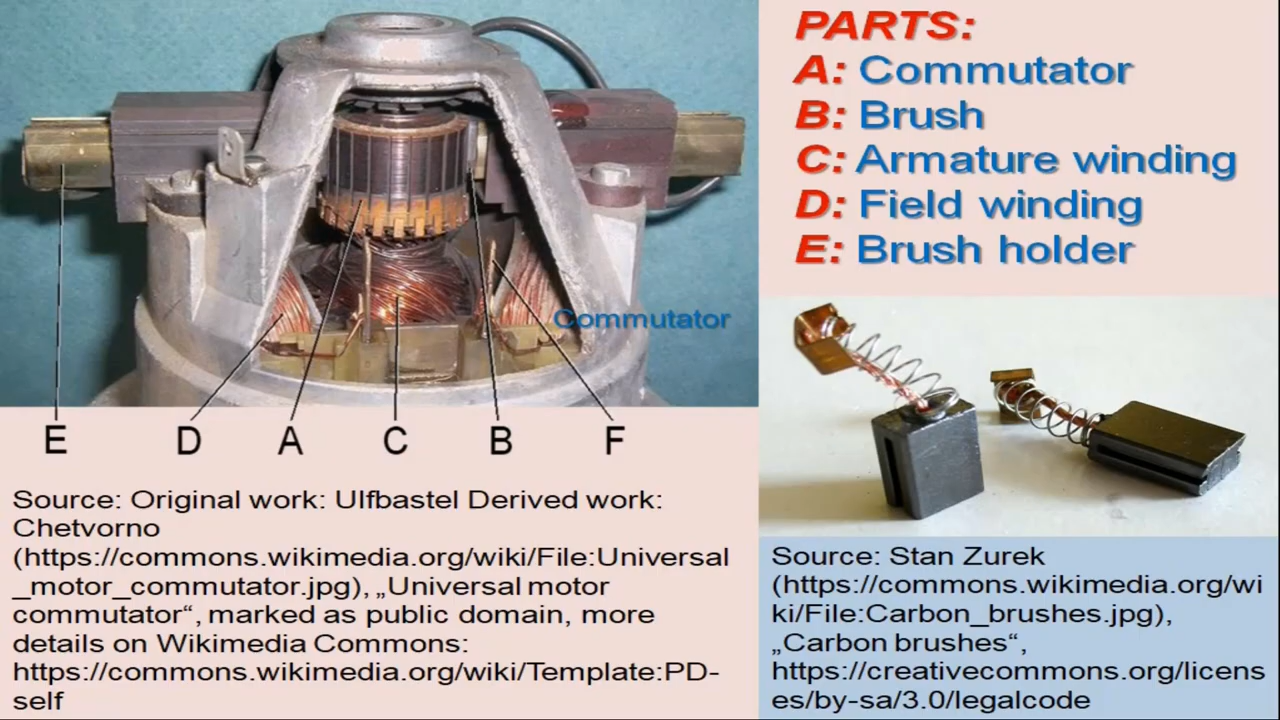 PARTS:
A: Commutator
B: Brush
C: Armature winding
D: Field winding
E: Brush holder
Commutator
E D A C B F
Source: Original work: Ulfbastel Derived work:
Chetvorno
(https://commons.wikimedia.org/wiki/File:Universal
_motor_commutator.jpg), „Universal motor
commutator“, marked as public domain, more
details on Wikimedia Commons:
https://commons.wikimedia.org/wiki/Template:PD-
self
Source: Stan Zurek
(https://commons.wikimedia.org/wi
ki/File:Carbon_brushes.jpg),
„Carbon brushes“,
https://creativecommons.org/licens
es/by-sa/3.0/legalcode